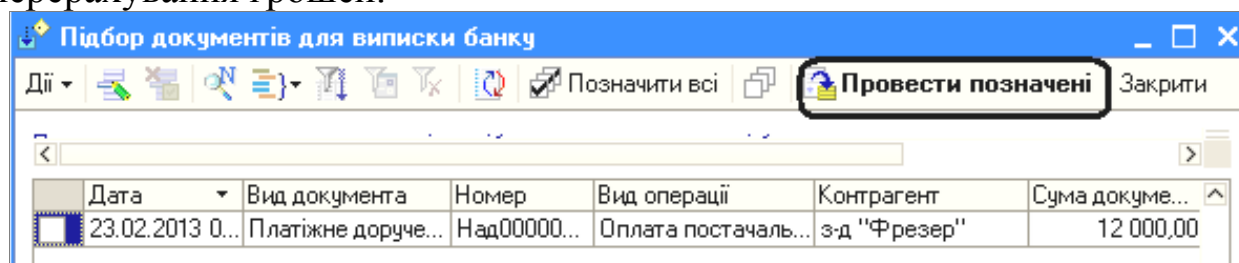 Підбор документів для виписки банку
Дії Позначити всі Провести позначені Закрити
Дата Вид документа Номер Вид операції Контрагент Сума докуме...
23.02.2013 0... Платіжне доруче... Над00000... Оплата постачаль... з-д "Фрезер" 12 000,00